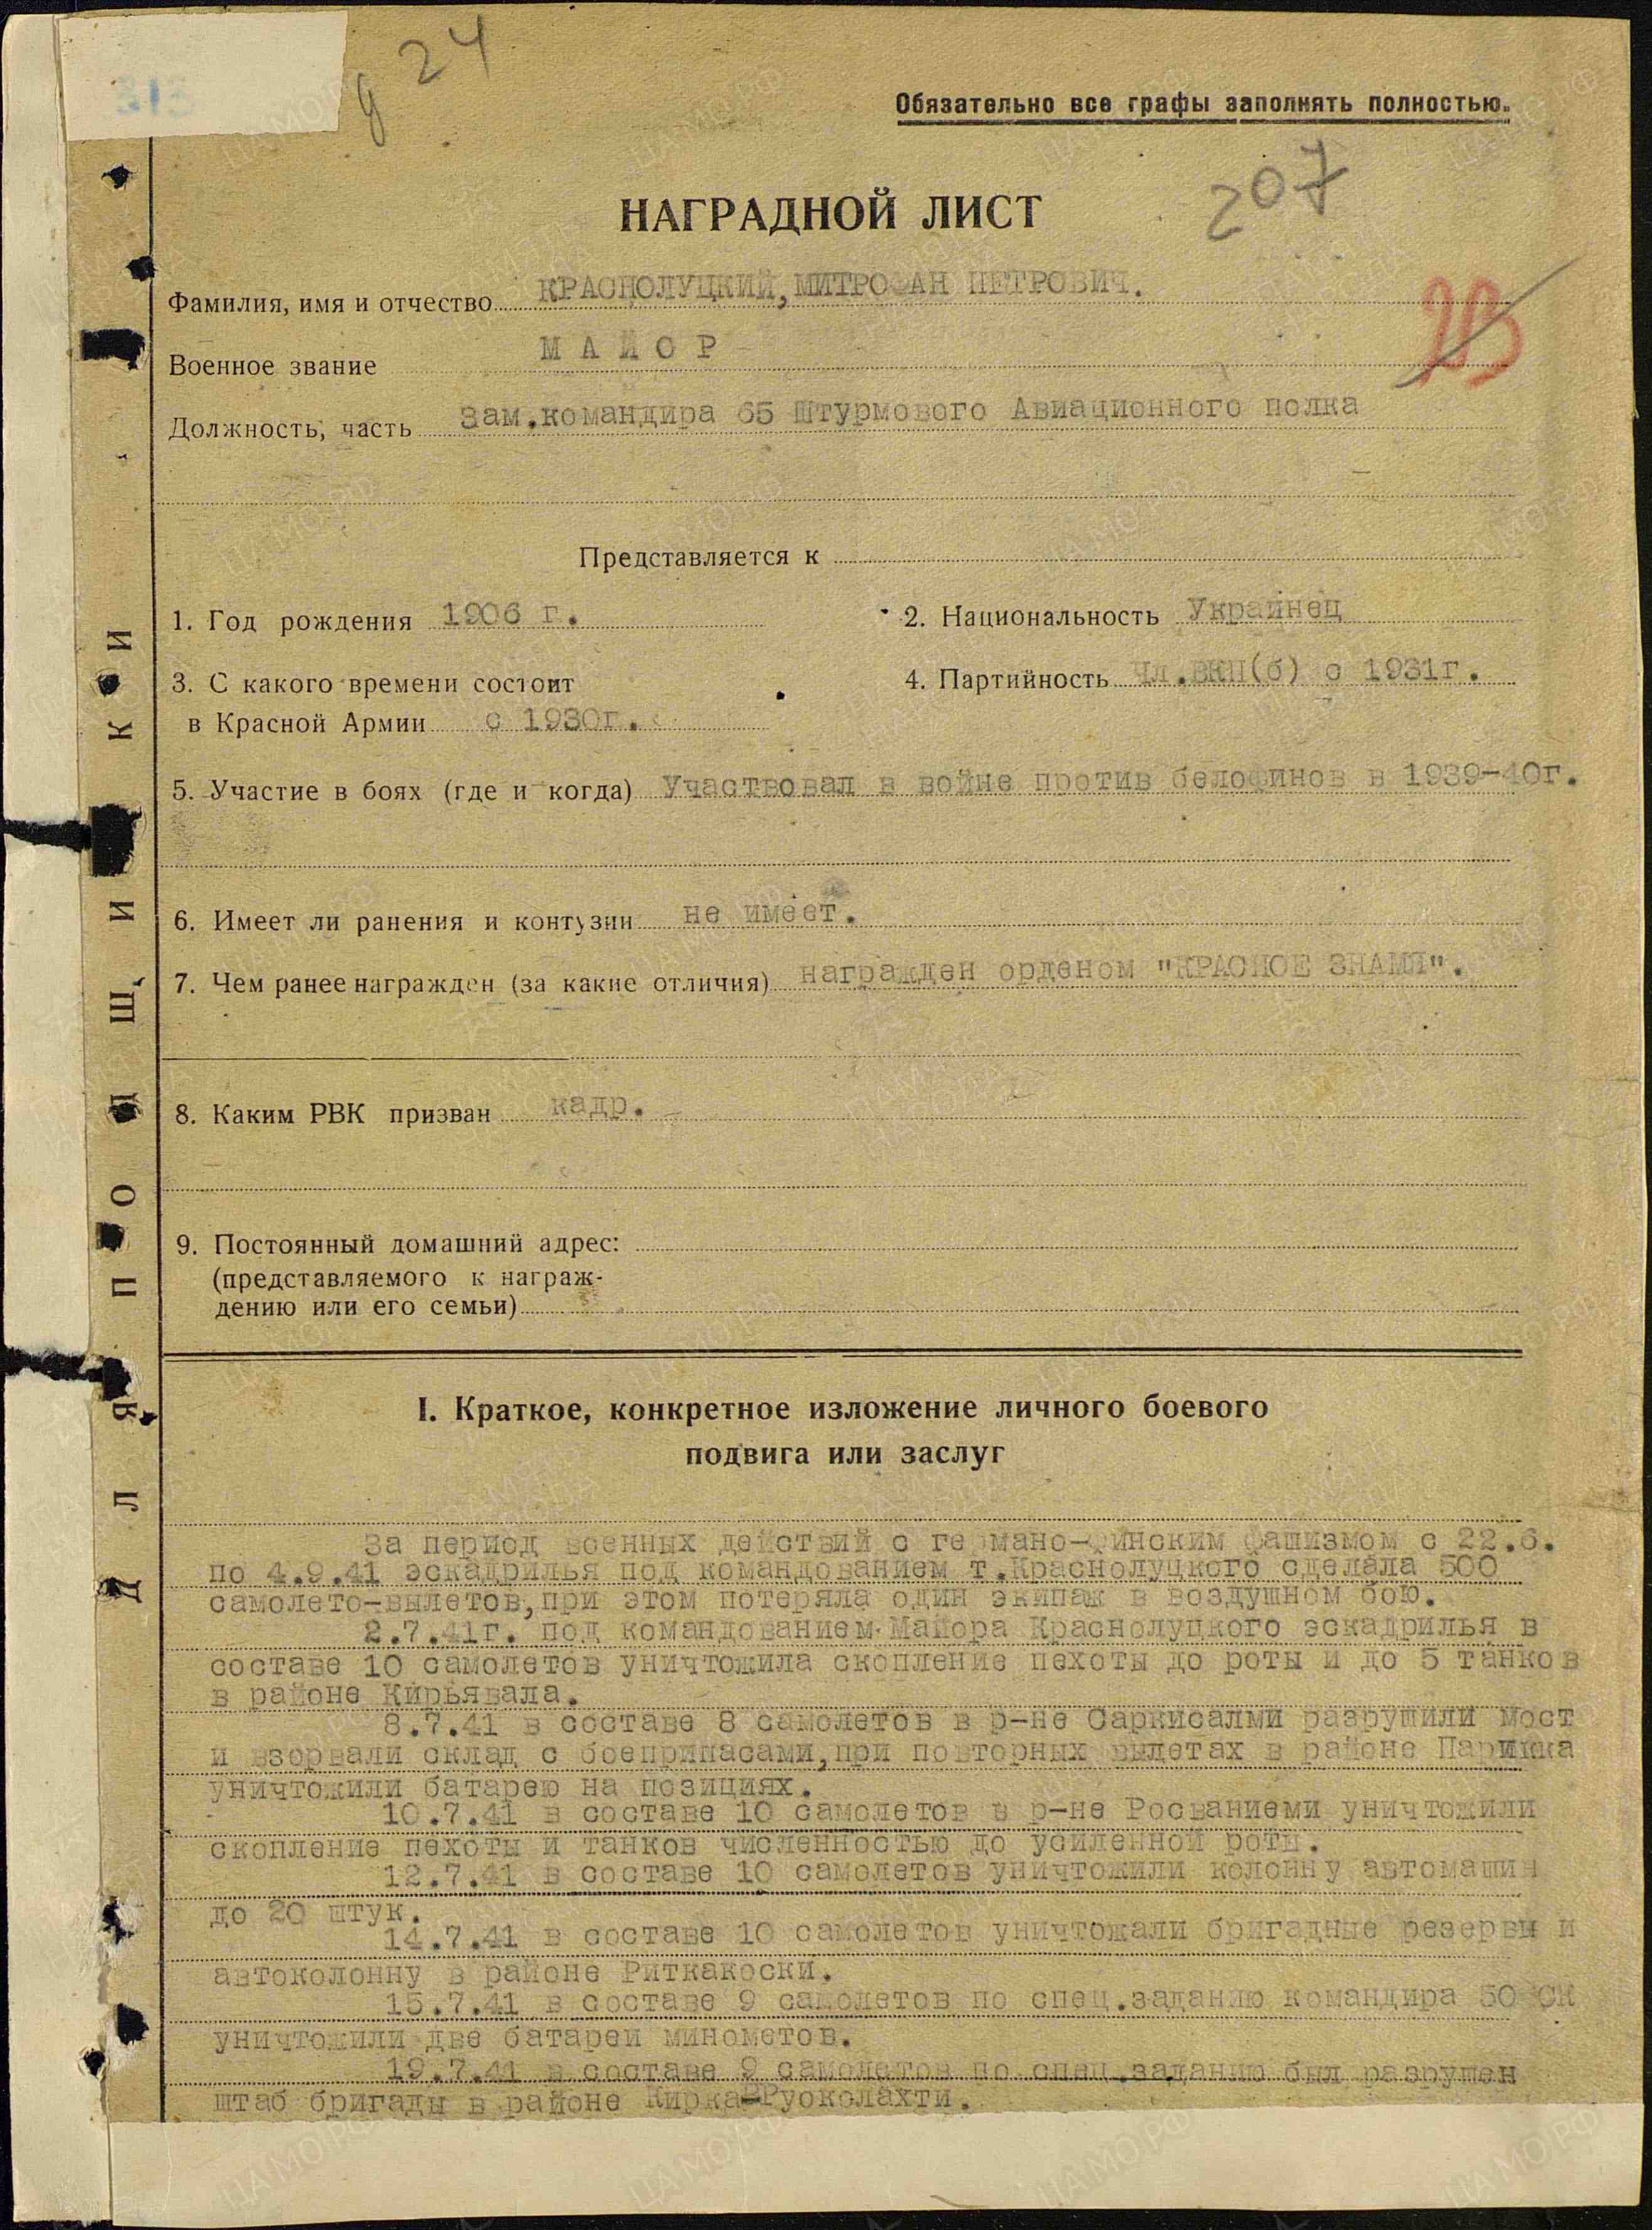 313
9 24
Обязательно все графы заполнять полностью.
207
НАГРАДНОЙ ЛИСТ
Фамилия, имя и отчество КРАСНОЛУЦКИЙ, МИТРОФАН ПЕТРОВИЧ.
Военное звание МАЙОР
Должность, часть Зам.командира 65 Штурмового Авиационного полка
Представляется к
1. Год рождения 1906 г.
2. Национальность Украинец
3. С какого времени состоит
в Красной Армии с 1930г.
4. Партийность чл.ВКП(б) с 1931г.
5. Участие в боях (где и когда) Участвовал в войне против белофинов в 1939-40г.
6. Имеет ли ранения и контузии не имеет.
7. Чем ранее награжден (за какие отличия) награжден орденом "КРАСНОЕ ЗНАМЯ".
8. Каким РВК призван кадр.
9. Постоянный домашний адрес:
(представляемого к награж-
дению или его семьи)
ДЛЯ ПОДШИВКИ
I. Краткое, конкретное изложение личного боевого
подвига или заслуг
За период военных действий с германо-финским фашизмом с 22.6.
по 4.9.41 эскадрилья под командованием т.Краснолуцкого сделала 500
самолето-вылетов,при этом потеряла один экипаж в воздушном бою.
2.7.41г. под командованием Майора Краснолуцкого эскадрилья в
составе 10 самолетов уничтожила скопление пехоты до роты и до 5 танков
в районе Кирьявала.
8.7.41 в составе 8 самолетов в р-не Саркисалми разрушили мост
и взорвали склад с боеприпасами,при повторных вылетах в районе Парикка
уничтожили батарею на позициях.
10.7.41 в составе 10 самолетов в р-не Росваниеми уничтожили
скопление пехоты и танков численностью до усиленной роты.
12.7.41 в составе 10 самолетов уничтожили колонну автомашин
до 20 штук.
14.7.41 в составе 10 самолетов уничтожали бригадные резервы и
автоколонну в районе Риткакоски.
15.7.41 в составе 9 самолетов по спец.заданию командира 50 СК
уничтожили две батареи минометов.
19.7.41 в составе 9 самолетов по спец.заданию был разрушен
штаб бригады в районе Кирка-Руоколахти.